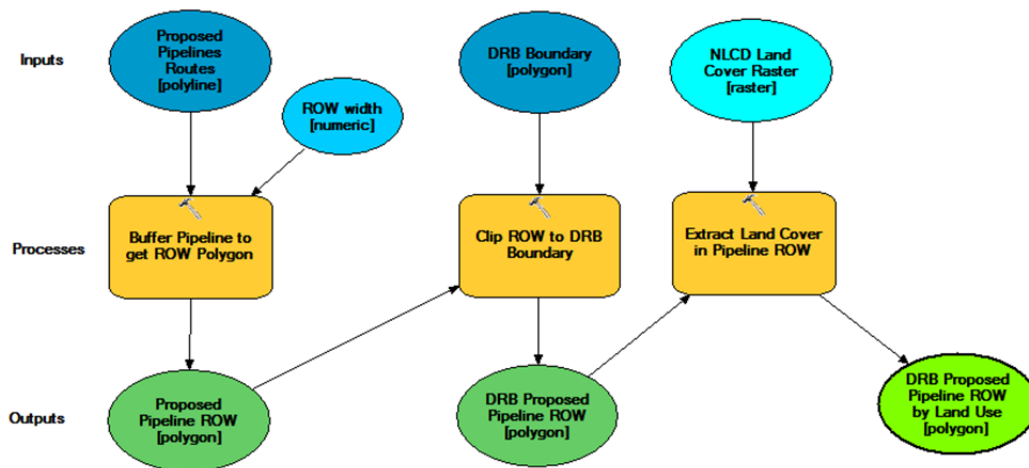 Inputs
Proposed
Pipelines
Routes
[polyline]
ROW width
[numeric]
DRB Boundary
[polygon]
NLCD Land
Cover Raster
[raster]
Processes
Buffer Pipeline to
get ROW Polygon
Clip ROW to DRB
Boundary
Extract Land Cover
in Pipeline ROW
Outputs
Proposed
Pipeline ROW
[polygon]
DRB Proposed
Pipeline ROW
[polygon]
DRB Proposed
Pipeline ROW
by Land Use
[polygon]